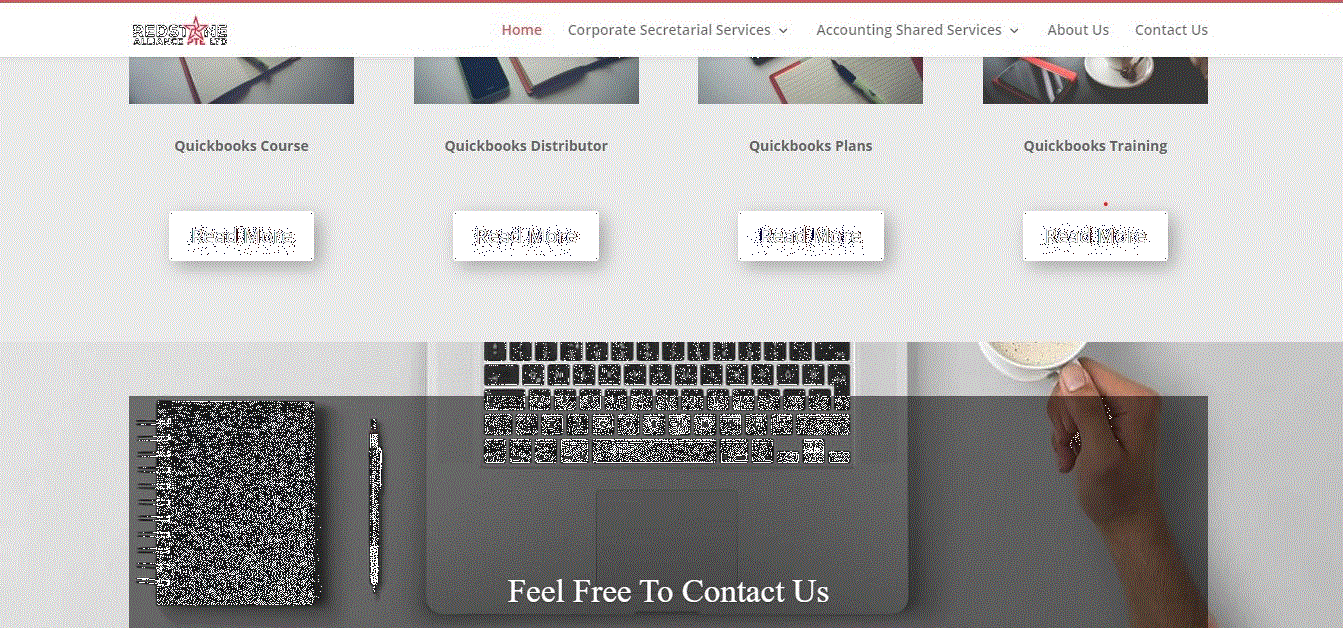 REDSTONE
ALLIANCE PTE LTD
Home
Corporate Secretarial Services
Accounting Shared Services
About Us
Contact Us
Quickbooks Course
Quickbooks Distributor
Quickbooks Plans
Quickbooks Training
Read More
Read More
Read More
Read More
Feel Free To Contact Us